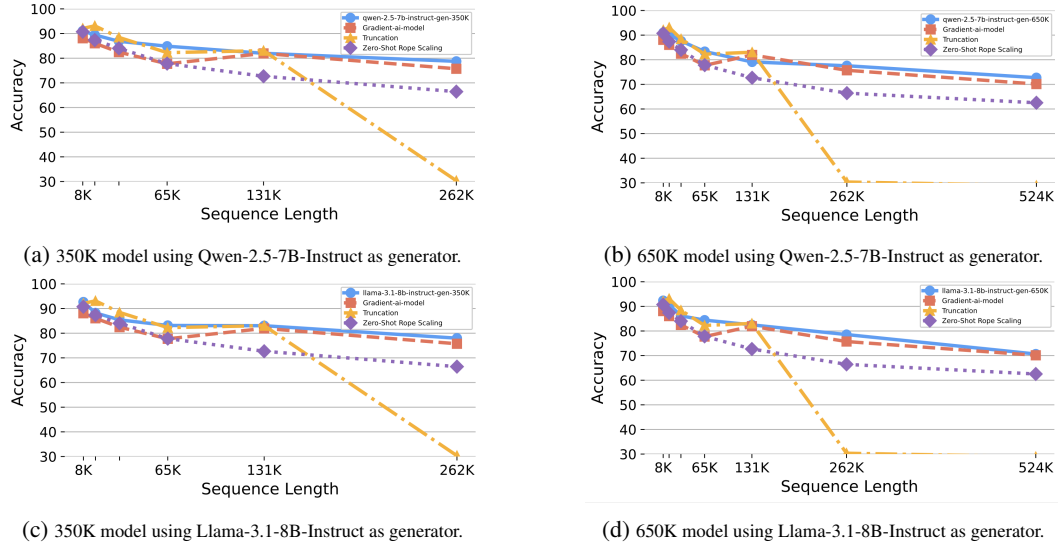 100
90
80
70
60
50
40
30
Accuracy
qwen-2.5-7b-instruct-gen-350K
Gradient-ai-model
Truncation
Zero-Shot Rope Scaling
8K
65K
131K
262K
Sequence Length
(a) 350K model using Qwen-2.5-7B-Instruct as generator.
100
90
80
70
60
50
40
30
Accuracy
qwen-2.5-7b-instruct-gen-650K
Gradient-ai-model
Truncation
Zero-Shot Rope Scaling
8K
65K
131K
262K
524K
Sequence Length
(b) 650K model using Qwen-2.5-7B-Instruct as generator.
100
90
80
70
60
50
40
30
Accuracy
llama-3.1-8b-instruct-gen-350K
Gradient-ai-model
Truncation
Zero-Shot Rope Scaling
8K
65K
131K
262K
Sequence Length
(c) 350K model using Llama-3.1-8B-Instruct as generator.
100
90
80
70
60
50
40
30
Accuracy
llama-3.1-8b-instruct-gen-650K
Gradient-ai-model
Truncation
Zero-Shot Rope Scaling
8K
65K
131K
262K
524K
Sequence Length
(d) 650K model using Llama-3.1-8B-Instruct as generator.